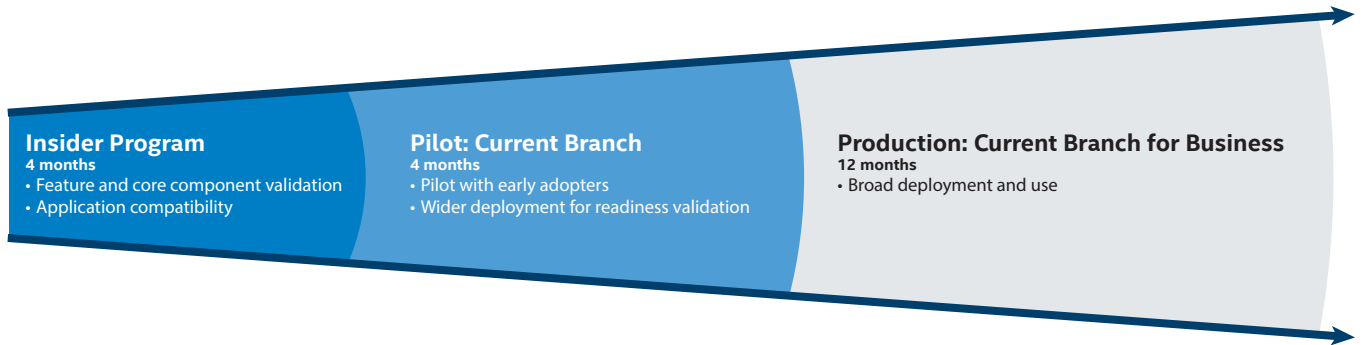 Insider Program
4 months
• Feature and core component validation
• Application compatibility
Pilot: Current Branch
4 months
• Pilot with early adopters
• Wider deployment for readiness validation
Production: Current Branch for Business
12 months
• Broad deployment and use